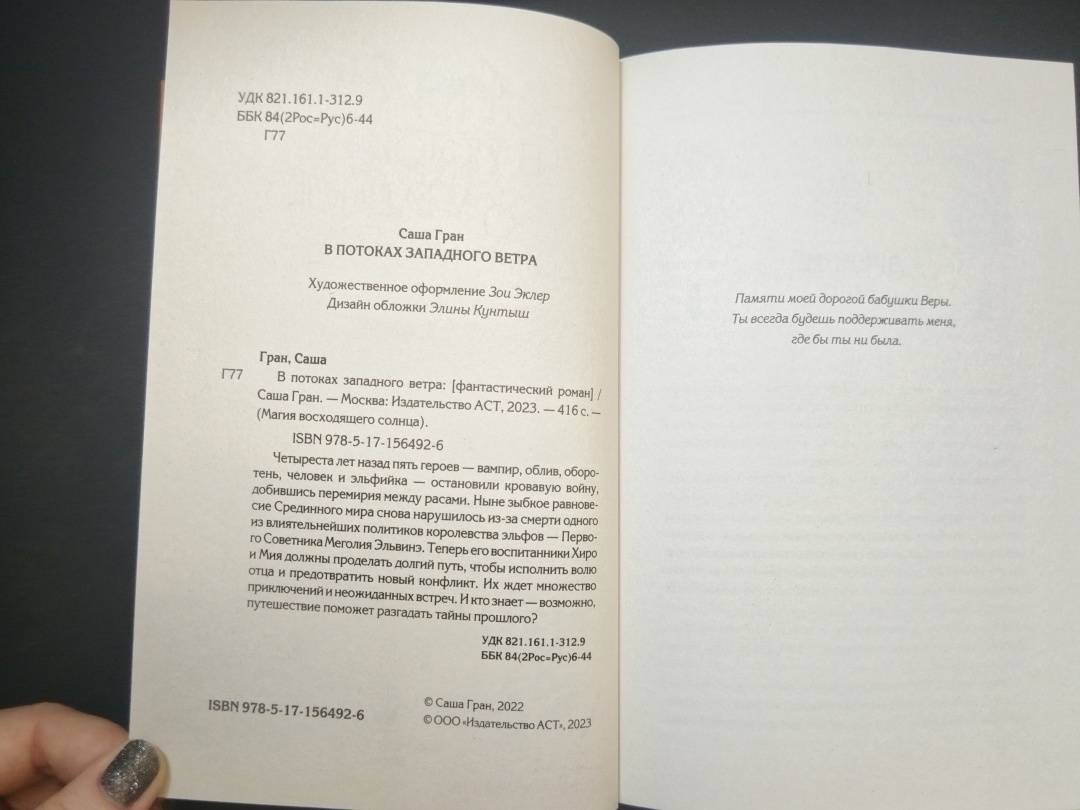 УДК 821.161.1-312.9
ББК 84(2Рос=Рус)6-44
Г77
Саша Гран
В ПОТОКАХ ЗАПАДНОГО ВЕТРА
Художественное оформление Зои Эклер
Дизайн обложки Элины Кунтыш
Гран, Саша
Г77 В потоках западного ветра: [фантастический роман] /
Саша Гран. — Москва: Издательство АСТ, 2023. — 416 с. —
(Магия восходящего солнца).
ISBN 978-5-17-156492-6
Четыреста лет назад пять героев — вампир, облив, оборо-
тень, человек и эльфийка — остановили кровавую войну,
добившись перемирия между расами. Ныне зыбкое равнове-
сие Срединного мира снова нарушилось из-за смерти одного
из влиятельнейших политиков королевства эльфов — Перво-
го Советника Меголия Эльвинэ. Теперь его воспитанники Хиро
и Мия должны проделать долгий путь, чтобы исполнить волю
отца и предотвратить новый конфликт. Их ждет множество
приключений и неожиданных встреч. И кто знает — возможно,
путешествие поможет разгадать тайны прошлого?
УДК 821.161.1-312.9
ББК 84(2Рос=Рус)6-44
ISBN 978-5-17-156492-6
© Саша Гран, 2022
© ООО «Издательство АСТ», 2023
Памяти моей дорогой бабушки Веры.
Ты всегда будешь поддерживать меня,
где бы ты ни была.